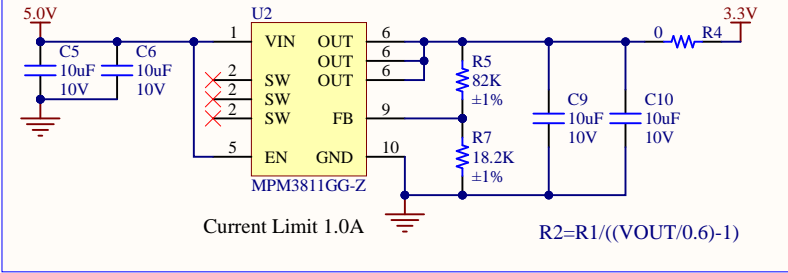 5.0V
3.3V
U2
C5
10uF
10V
C6
10uF
10V
1
VIN
OUT
6
OUT
6
2
SW
OUT
6
2
SW
2
SW
FB
9
5
EN
GND
10
MPM3811GG-Z
R5
82K
±1%
R7
18.2K
±1%
C9
10uF
10V
C10
10uF
10V
0
R4
Current Limit 1.0A
R2=R1/((VOUT/0.6)-1)